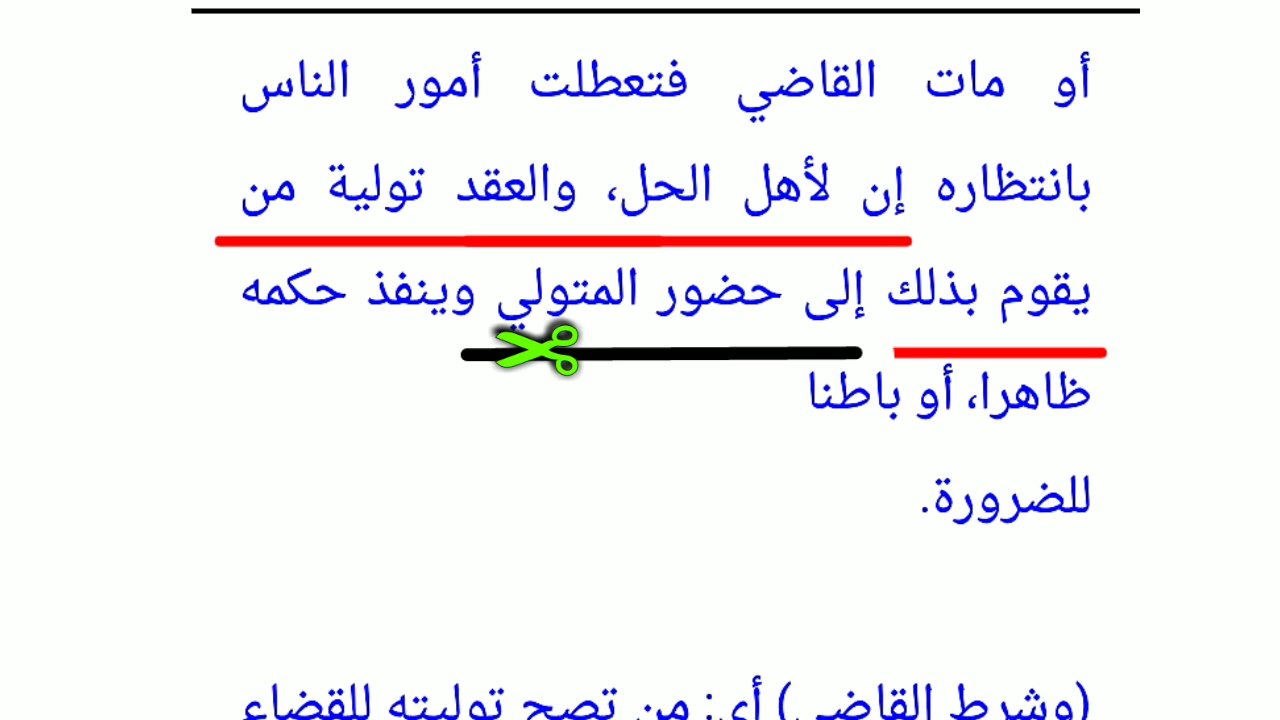 أو مات القاضي فتعطلت أمور الناس
بانتظاره إن لأهل الحل، والعقد تولية من
يقوم بذلك إلى حضور المتولي وينفذ حكمه
ظاهرا، أو باطنا
للضرورة.
(وشرط القاضي) أي: من تصح توليته للقضاء